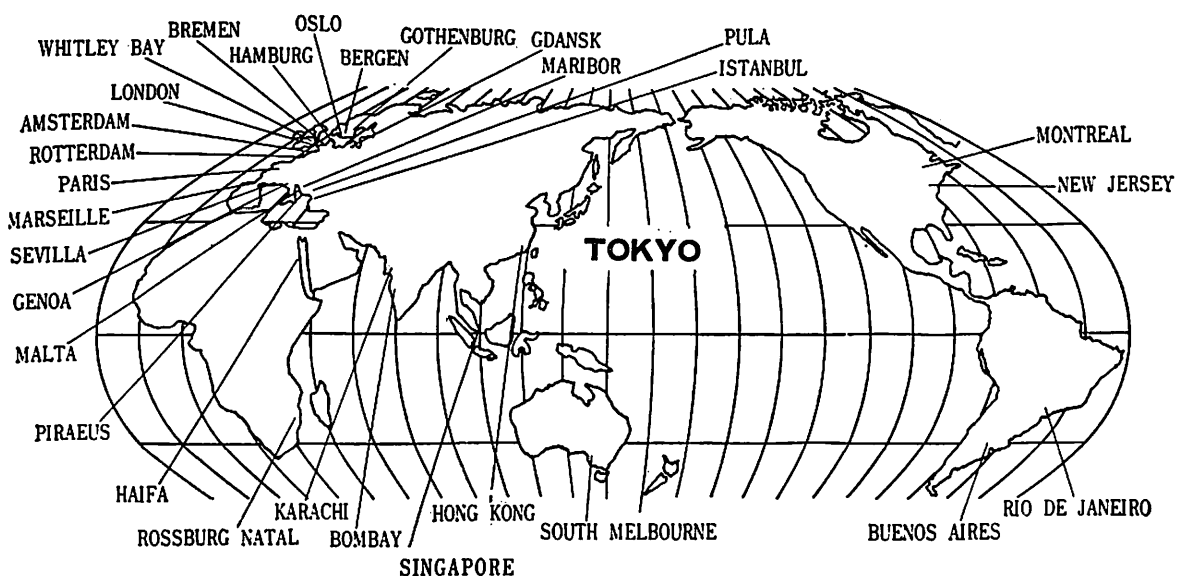 OSLO
BREMEN
GOTHENBURG
PULA
WHITLEY BAY
HAMBURG
BERGEN
GDANSK
MARIBOR
ISTANBUL
LONDON
AMSTERDAM
ROTTERDAM
PARIS
MARSEILLE
SEVILLA
GENOA
MALTA
PIRAEUS
HAIFA
ROSSBURG NATAL
KARACHI
BOMBAY
SINGAPORE
HONG KONG
SOUTH MELBOURNE
TOKYO
MONTREAL
NEW JERSEY
BUENOS AIRES
RIO DE JANEIRO